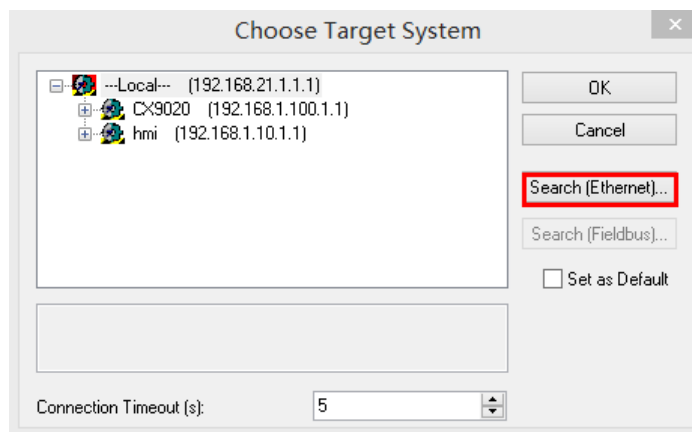 Choose Target System
---Local--- (192.168.21.1.1.1)
CX9020 (192.168.1.100.1.1)
hmi (192.168.1.10.1.1)
OK
Cancel
Search (Ethernet)...
Search (Fieldbus)...
Set as Default
Connection Timeout (s):
5